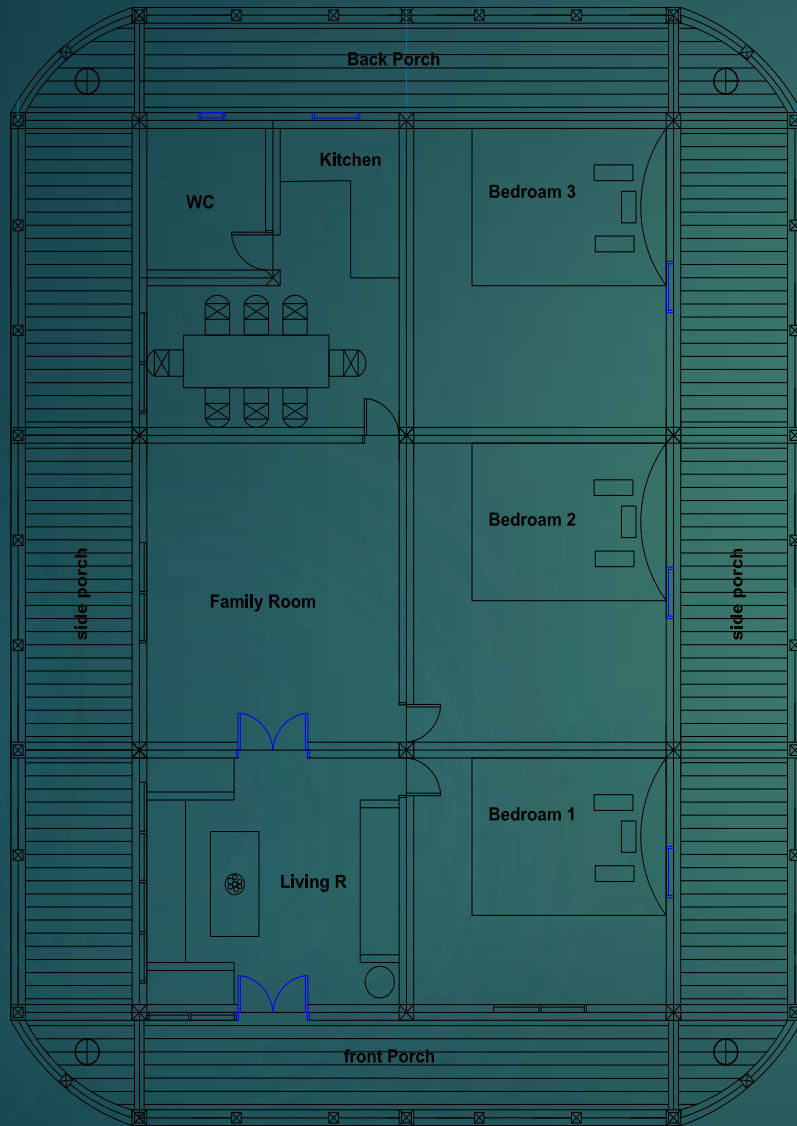 Back Porch
Kitchen
WC
Bedroam 3
Bedroam 2
side porch
side porch
Family Room
Bedroam 1
Living R
front Porch